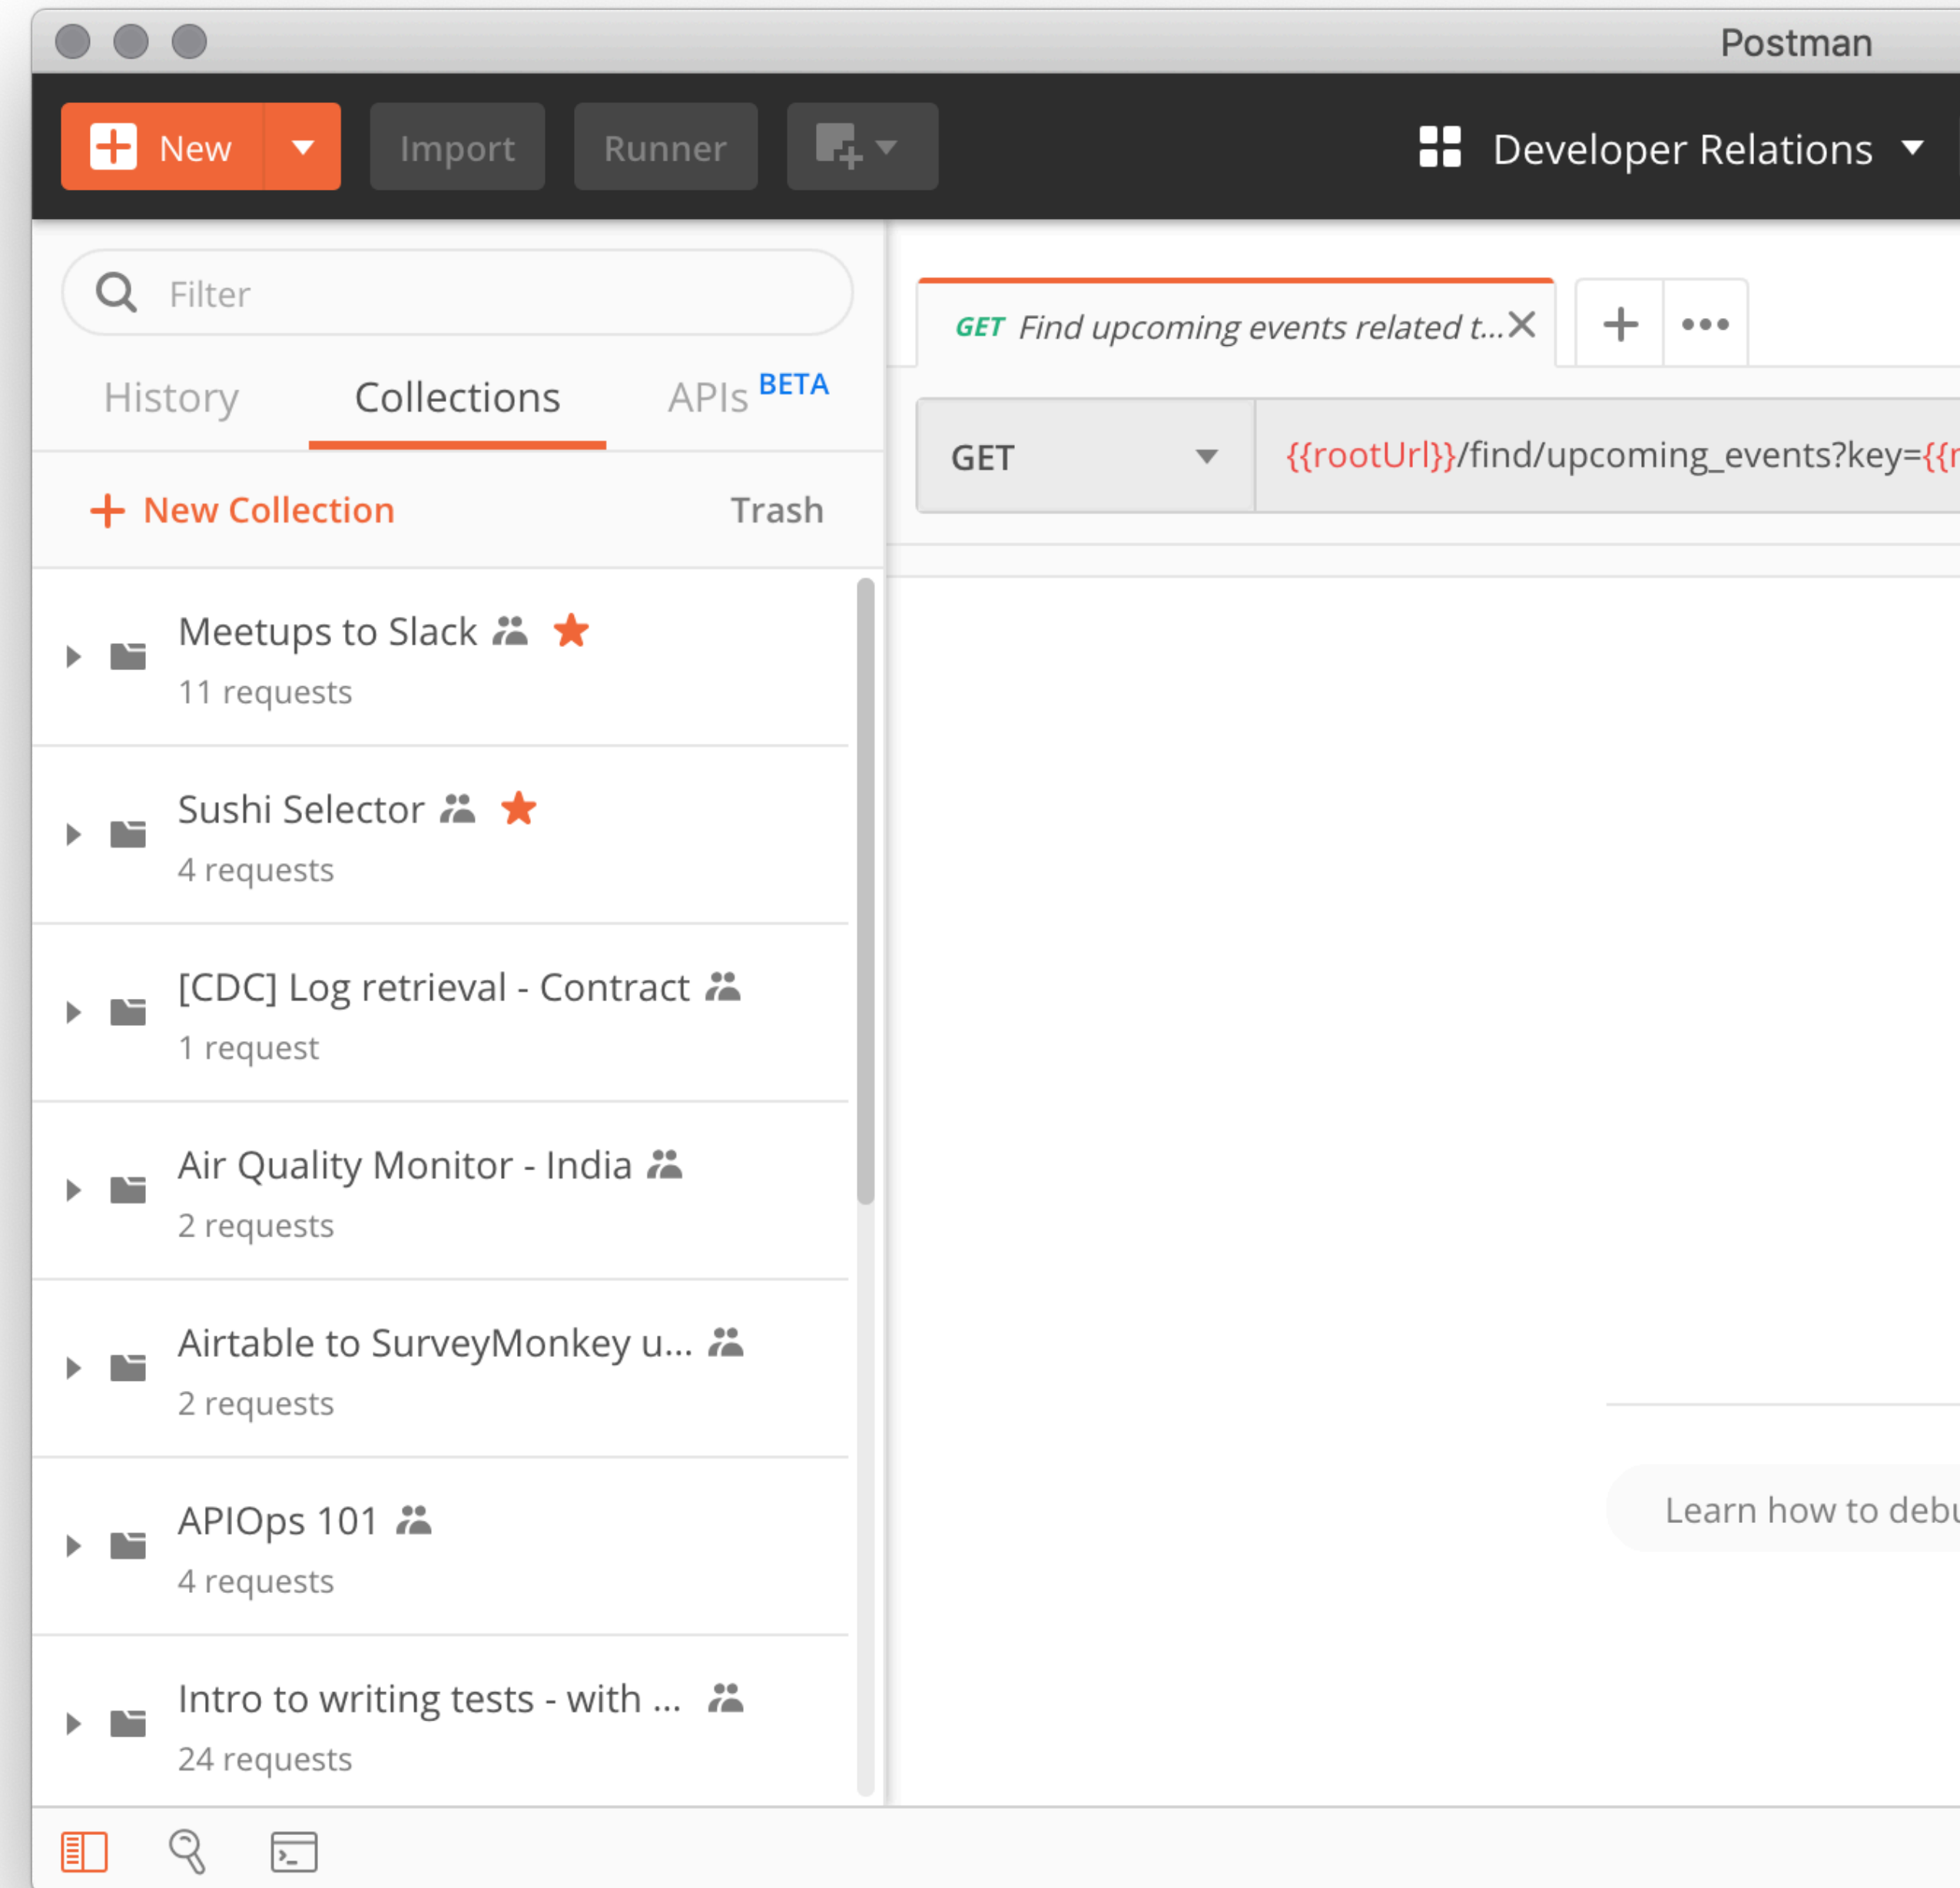 Postman
New
Import
Runner
Developer Relations
Filter
History
Collections
APIs BETA
+ New Collection
Trash
Meetups to Slack
11 requests
Sushi Selector
4 requests
[CDC] Log retrieval - Contract
1 request
Air Quality Monitor - India
2 requests
Airtable to SurveyMonkey u...
2 requests
APIOps 101
4 requests
Intro to writing tests - with ...
24 requests
GET Find upcoming events related t...
GET
{{rootUrl}}/find/upcoming_events?key={{
Learn how to